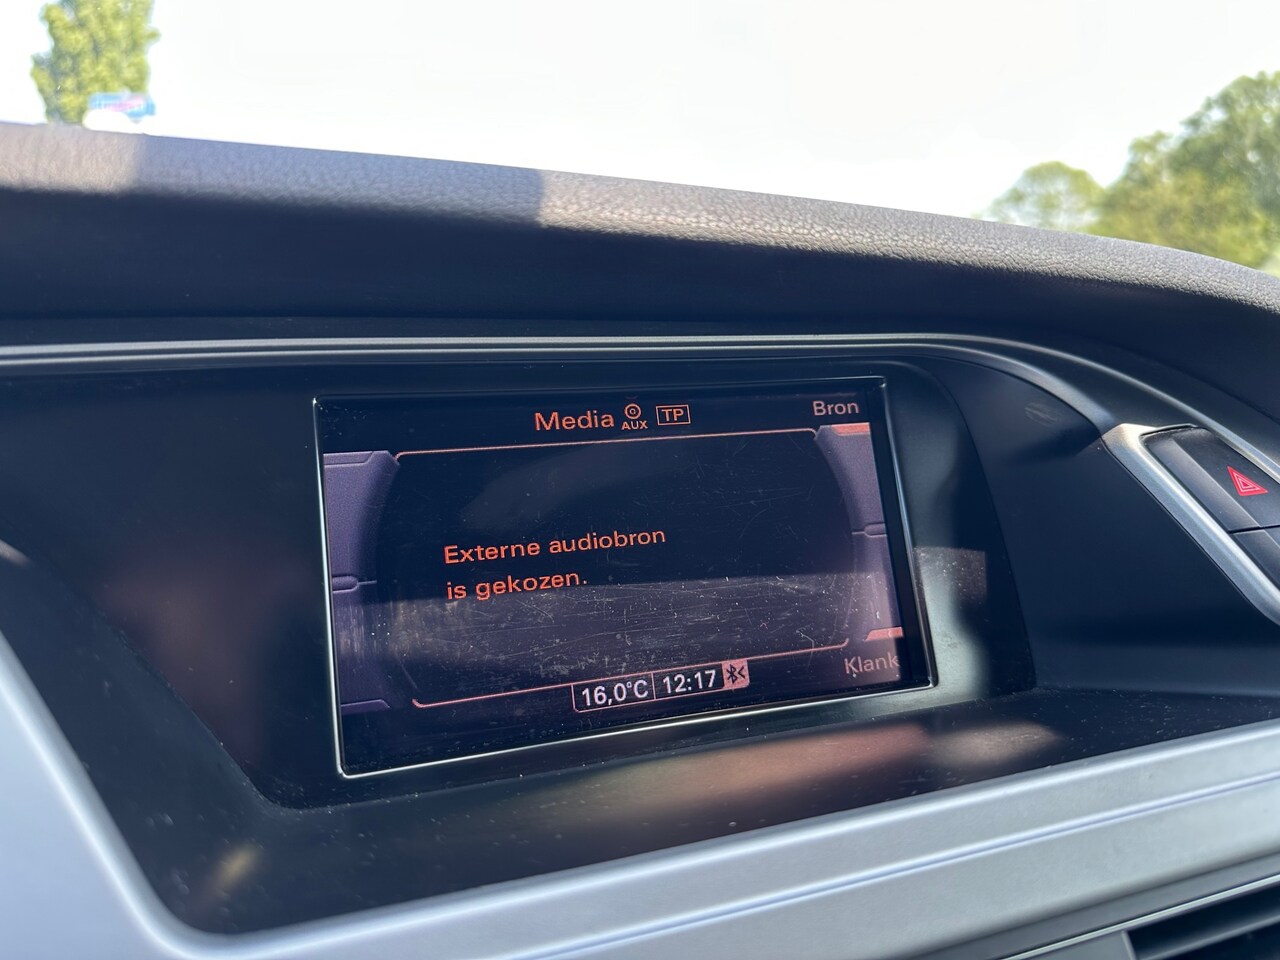 Media AUX TP
Bron
Externe audiobron
is gekozen.
Klank
16,0°C 12:17